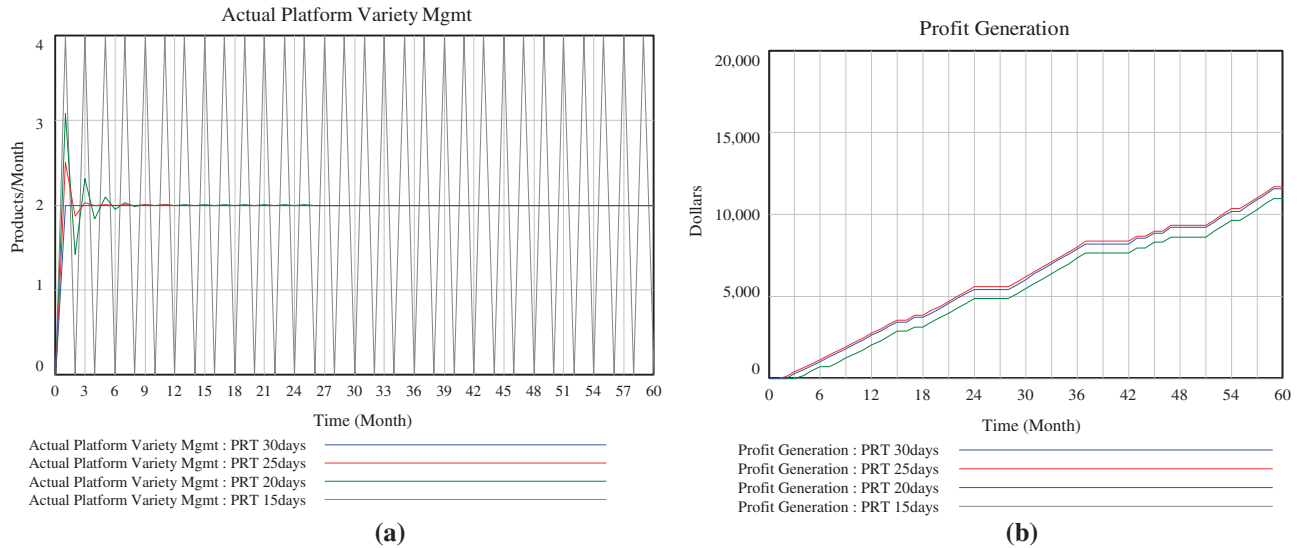 Actual Platform Variety Mgmt
4
3
2
1
0
Products/Month
0 3 6 9 12 15 18 21 24 27 30 33 36 39 42 45 48 51 54 57 60
Time (Month)
Actual Platform Variety Mgmt : PRT 30days
Actual Platform Variety Mgmt : PRT 25days
Actual Platform Variety Mgmt : PRT 20days
Actual Platform Variety Mgmt : PRT 15days
(a)
Profit Generation
20,000
15,000
10,000
5,000
0
Dollars
0 6 12 18 24 30 36 42 48 54 60
Time (Month)
Profit Generation : PRT 30days
Profit Generation : PRT 25days
Profit Generation : PRT 20days
Profit Generation : PRT 15days
(b)